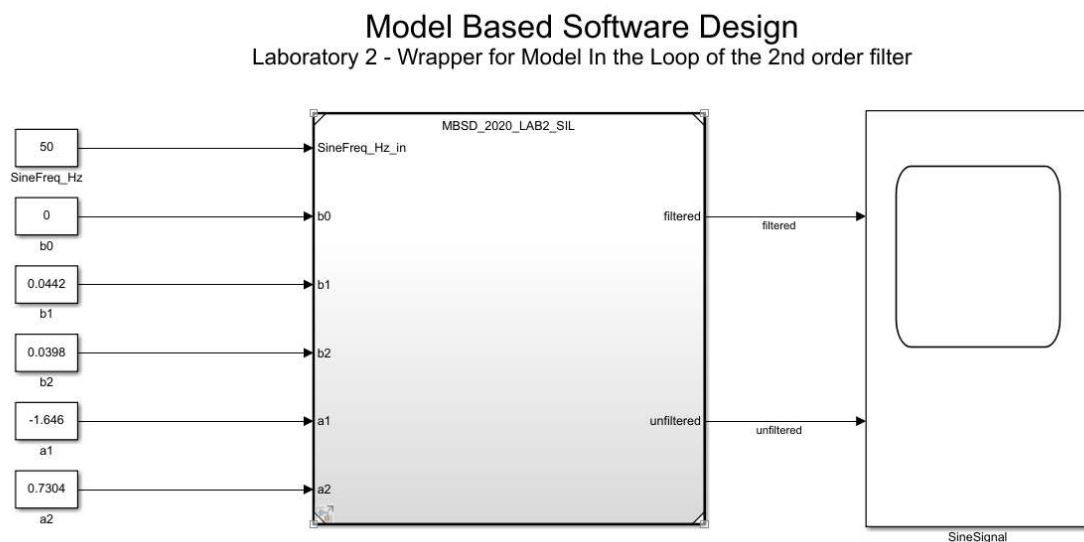 Model Based Software Design
Laboratory 2 - Wrapper for Model In the Loop of the 2nd order filter
MBSD_2020_LAB2_SIL
50
SineFreq_Hz
SineFreq_Hz_in
0
b0
b0
filtered
filtered
0.0442
b1
b1
0.0398
b2
b2
-1.646
a1
a1
unfiltered
unfiltered
0.7304
a2
a2
SineSignal